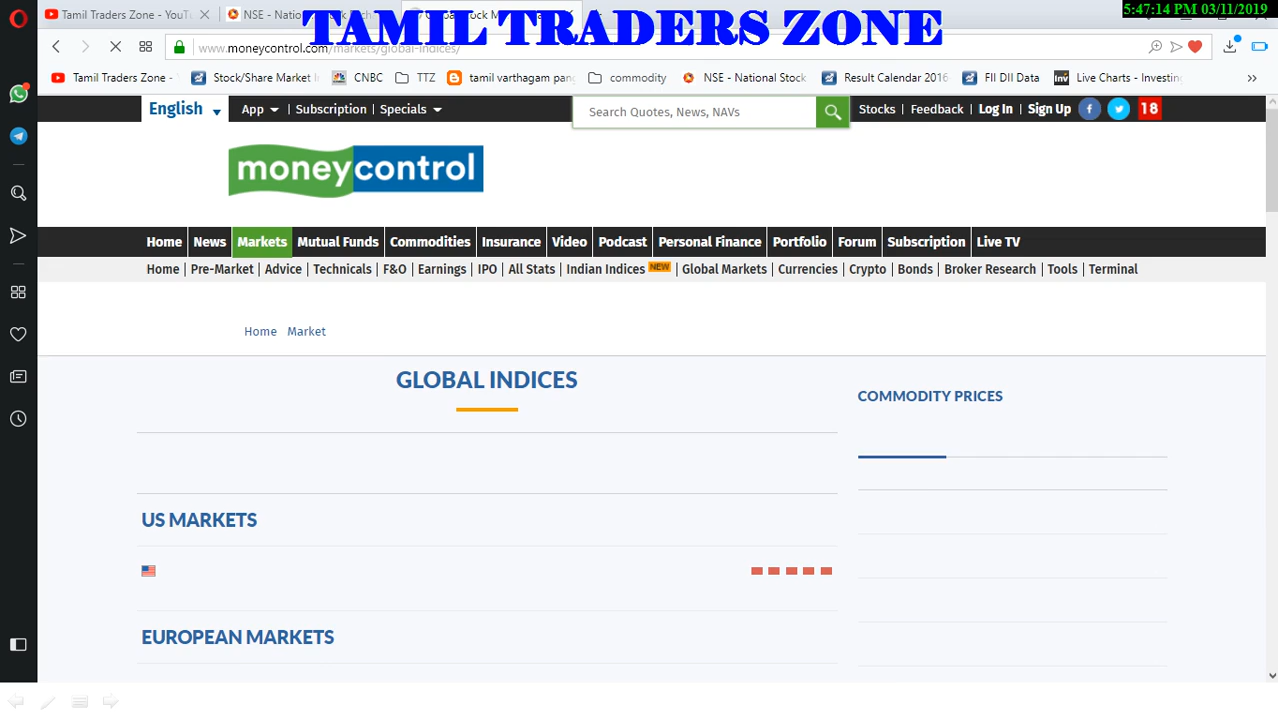 TAMIL TRADERS ZONE
5:47:14 PM 03/11/2019
Tamil Traders Zone - YouTu
www.moneycontrol.com/markets/global-indices/
Tamil Traders Zone -
Stock/Share Market I
CNBC
TTZ
tamil varthagam pan
commodity
NSE - National Stock
Result Calendar 2016
FII DII Data
Live Charts - Investin
English
App
Subscription
Specials
Search Quotes, News, NAVs
Stocks
Feedback
Log In
Sign Up
18
moneycontrol
Home
News
Markets
Mutual Funds
Commodities
Insurance
Video
Podcast
Personal Finance
Portfolio
Forum
Subscription
Live TV
Home
Pre-Market
Advice
Technicals
F&O
Earnings
IPO
All Stats
Indian Indices
NEW
Global Markets
Currencies
Crypto
Bonds
Broker Research
Tools
Terminal
Home
Market
GLOBAL INDICES
COMMODITY PRICES
US MARKETS
EUROPEAN MARKETS